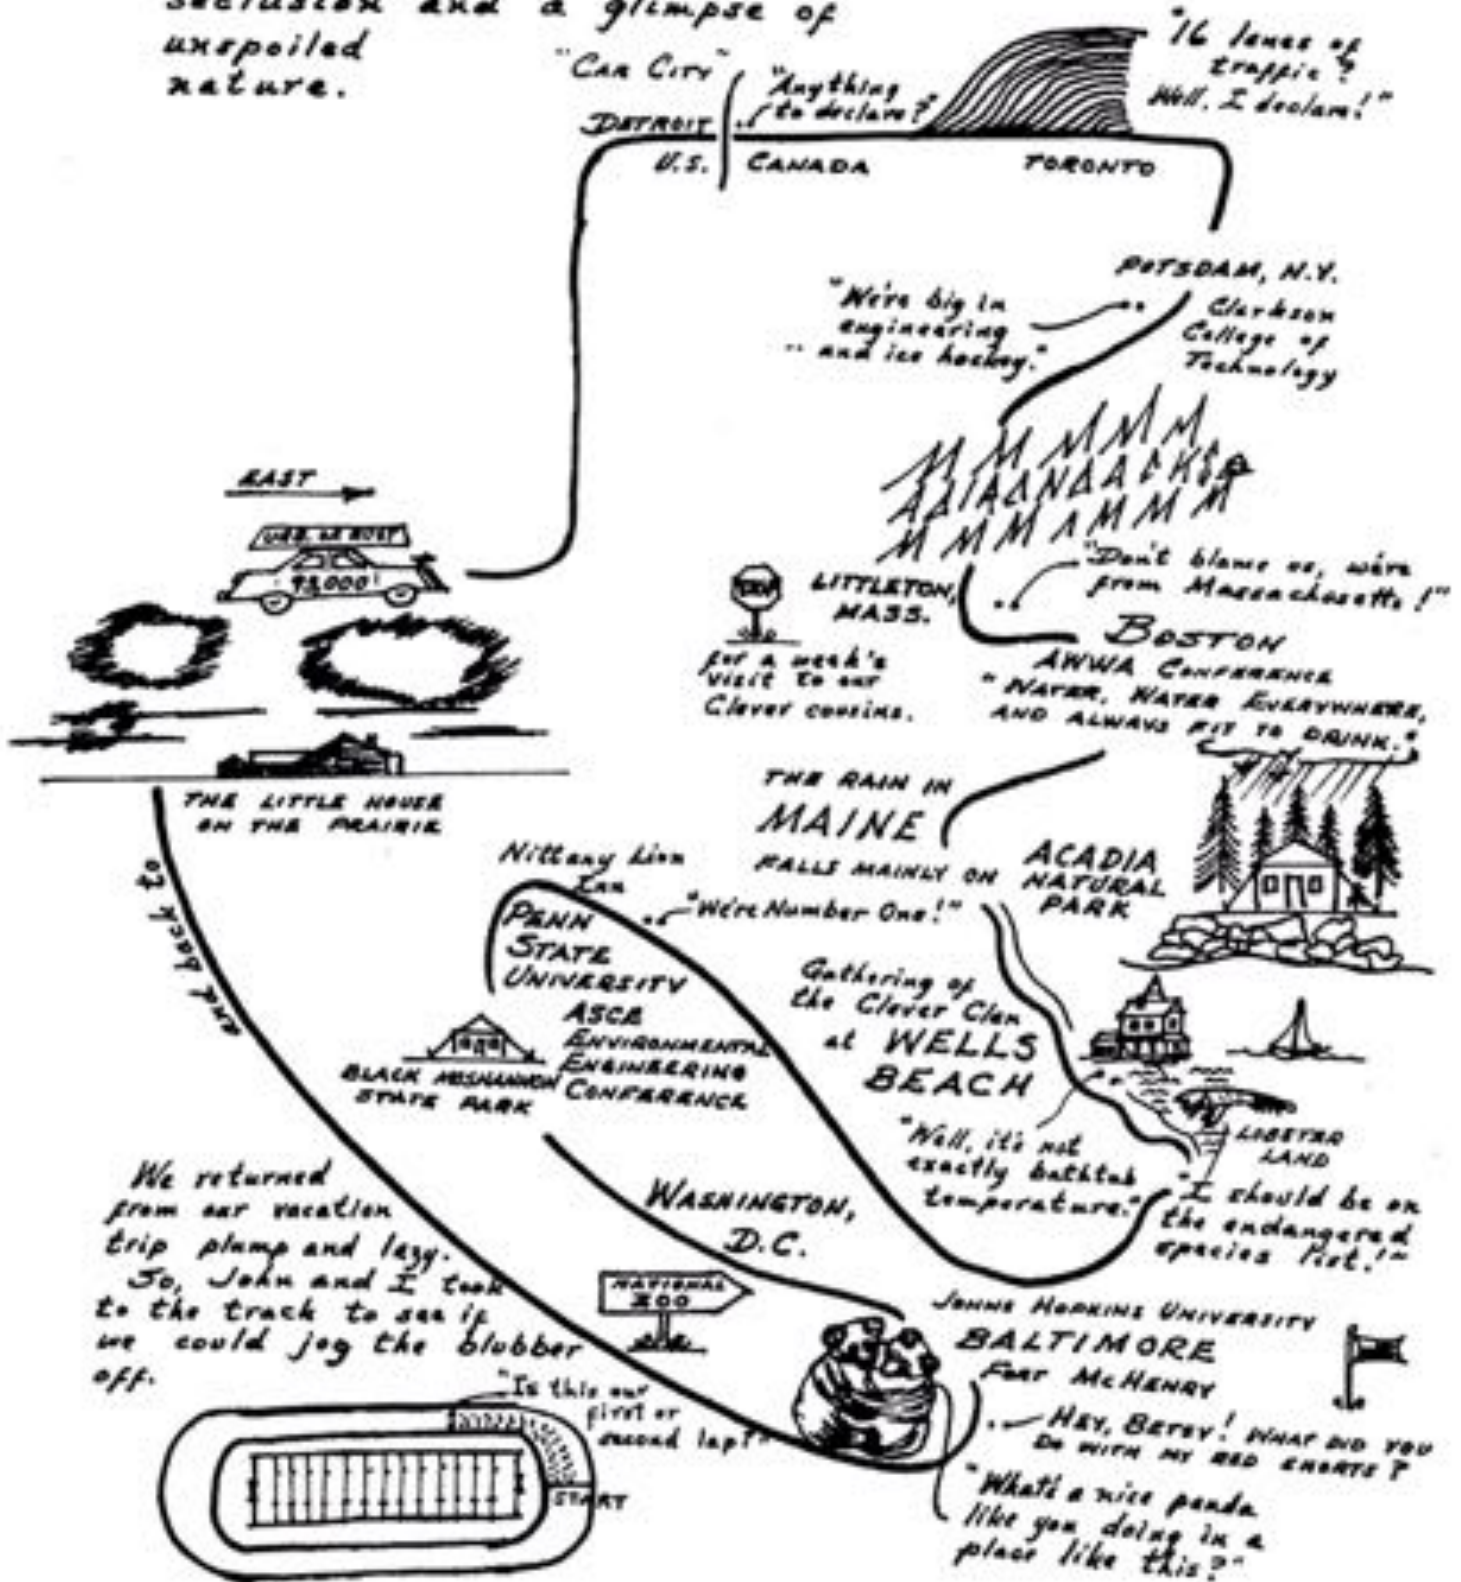 seclusion and a glimpse of
unspoiled
nature.
"CAR CITY"
DETROIT
U.S.
"Anything
to declare?"
CANADA
TORONTO
"16 lanes of
traffic?
Well, I declare!"
POTSDAM, N.Y.
Clarkson
College of
Technology
"We're big in
engineering
.. and ice hockey."
ADIRONDACKS
"Don't blame us, we're
from Massachusetts!"
LITTLETON,
MASS.
STOP
for a week's
visit to our
Clever cousins.
BOSTON
AWWA CONFERENCE
"WATER, WATER EVERYWHERE,
AND ALWAYS FIT TO DRINK."
EAST
OR BUST
93,000!
THE LITTLE HOUSE
ON THE PRAIRIE
THE RAIN IN
MAINE
FALLS MAINLY ON
ACADIA
NATURAL
PARK
Gathering of
the Clever Clan
at WELLS
BEACH
"Well, it's not
exactly bathtub
temperature."
LOBSTER
LAND
"I should be on
the endangered
species list!"
Nittany Lion
Inn
"We're Number One!"
PENN
STATE
UNIVERSITY
ASCE
ENVIRONMENTAL
ENGINEERING
CONFERENCE
BLACK MOSHANNON
STATE PARK
WASHINGTON,
D.C.
NATIONAL
ZOO
JOHNS HOPKINS UNIVERSITY
BALTIMORE
FORT MCHENRY
HEY, BETSY! WHAT DID YOU
DO WITH MY RED SHORTS?
"What's a nice panda
like you doing in a
place like this?"
and back to
We returned
from our vacation
trip plump and lazy.
So, John and I took
to the track to see if
we could jog the blubber
off.
"Is this our
first or
second lap?"
START